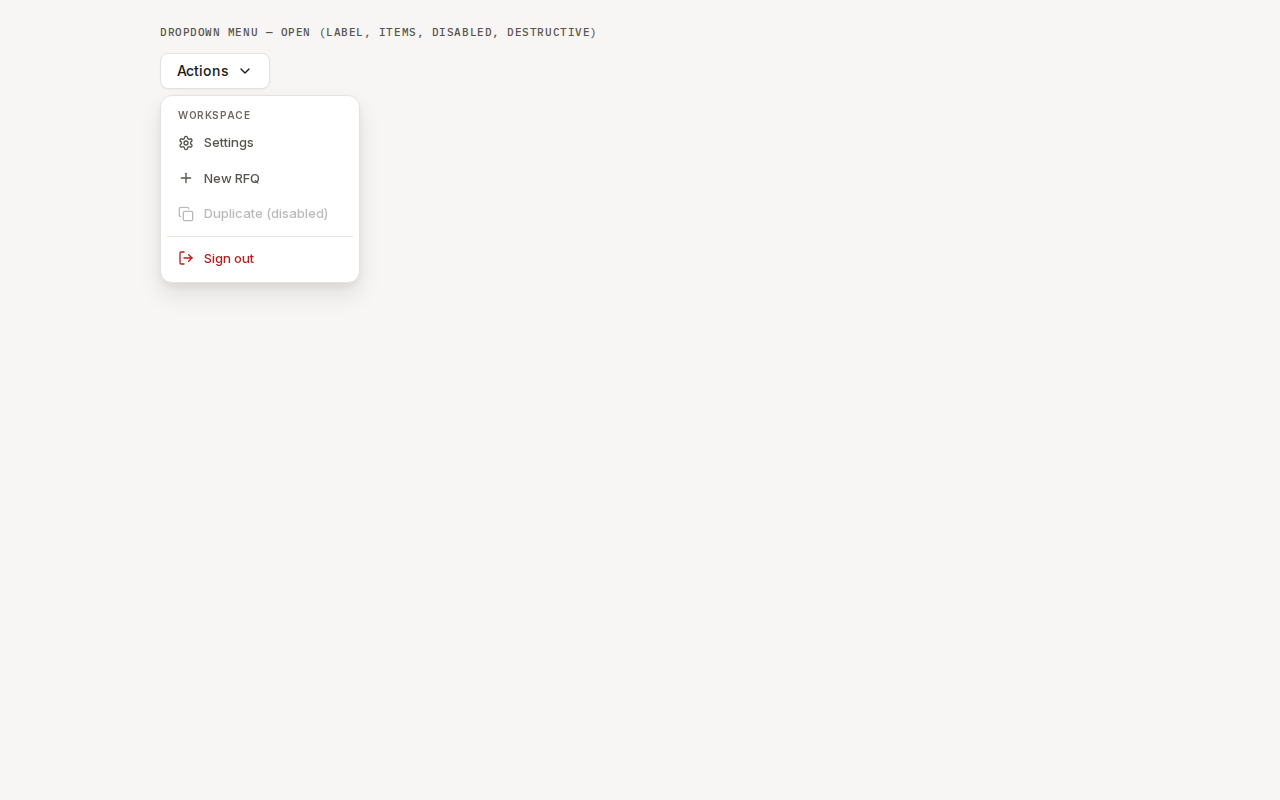 DROPDOWN MENU — OPEN (LABEL, ITEMS, DISABLED, DESTRUCTIVE)
Actions
WORKSPACE
Settings
New RFQ
Duplicate (disabled)
Sign out